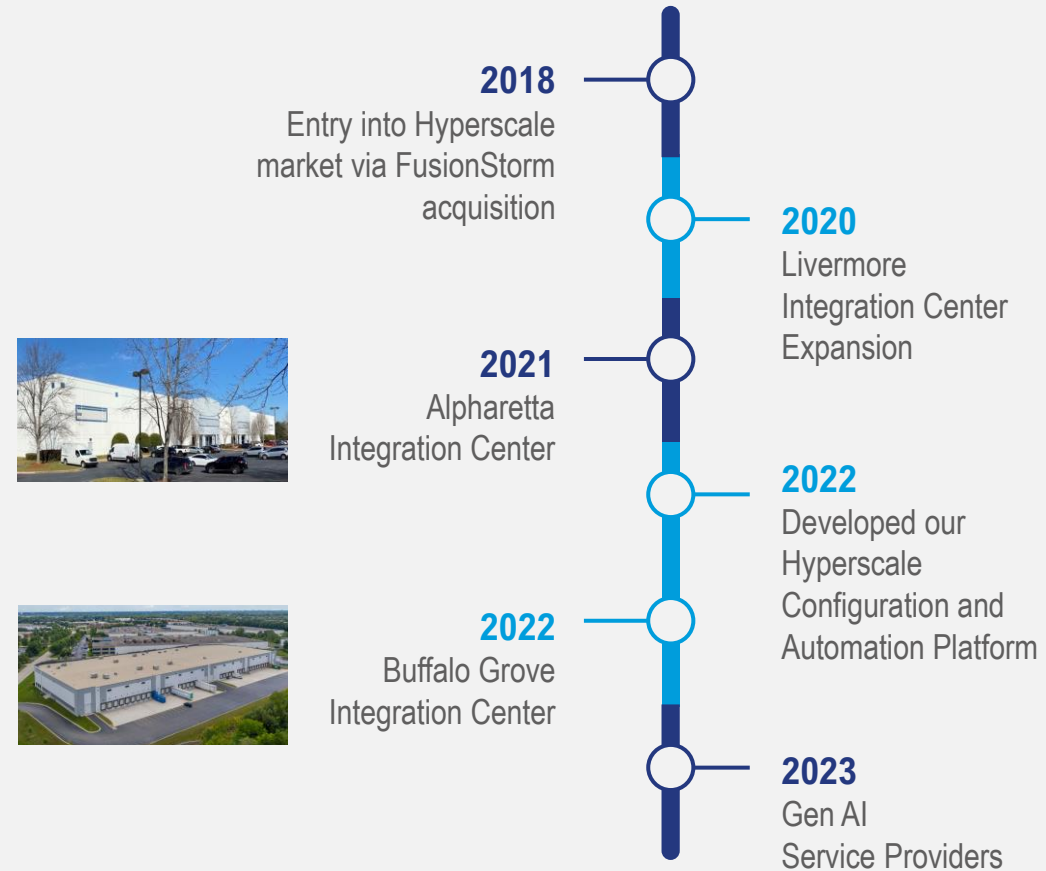 2018
Entry into Hyperscale
market via FusionStorm
acquisition
2020
Livermore
Integration Center
Expansion
2021
Alpharetta
Integration Center
2022
Developed our
Hyperscale
Configuration and
Automation Platform
2022
Buffalo Grove
Integration Center
2023
Gen AI
Service Providers